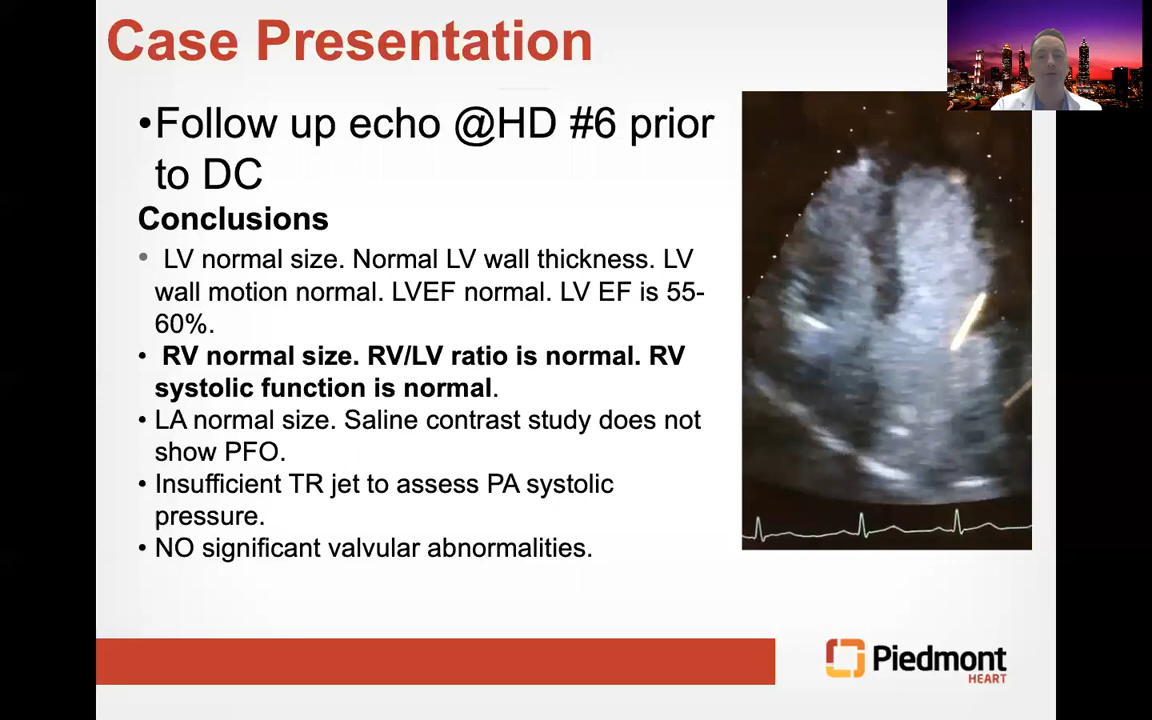 Case Presentation
•Follow up echo @HD #6 prior
to DC
Conclusions
• LV normal size. Normal LV wall thickness. LV
wall motion normal. LVEF normal. LV EF is 55-
60%.
• RV normal size. RV/LV ratio is normal. RV
systolic function is normal.
• LA normal size. Saline contrast study does not
show PFO.
• Insufficient TR jet to assess PA systolic
pressure.
• NO significant valvular abnormalities.
Piedmont
HEART